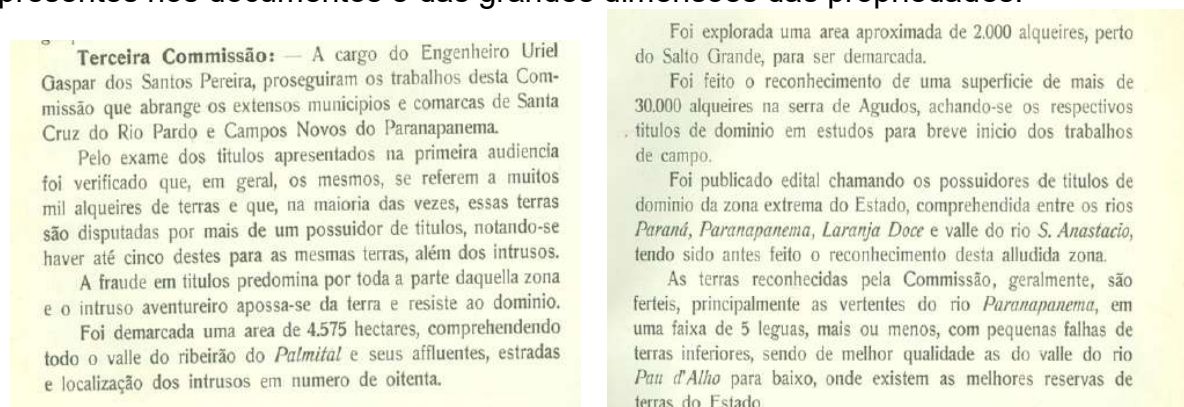 presentes nos documentos e das grandes dimensões das propriedades.
Terceira Commissão: — A cargo do Engenheiro Uriel
Gaspar dos Santos Pereira, proseguiram os trabalhos desta Com-
missão que abrange os extensos municipios e comarcas de Santa
Cruz do Rio Pardo e Campos Novos do Paranapanema.
Pelo exame dos titulos apresentados na primeira audiencia
foi verificado que, em geral, os mesmos, se referem a muitos
mil alqueires de terras e que, na maioria das vezes, essas terras
são disputadas por mais de um possuidor de titulos, notando-se
haver até cinco destes para as mesmas terras, além dos intrusos.
A fraude em titulos predomina por toda a parte daquella zona
e o intruso aventureiro apossa-se da terra e resiste ao dominio.
Foi demarcada uma area de 4.575 hectares, comprehendendo
todo o valle do ribeirão do Palmital e seus affluentes, estradas
e localização dos intrusos em numero de oitenta.
Foi explorada uma area aproximada de 2.000 alqueires, perto
do Salto Grande, para ser demarcada.
Foi feito o reconhecimento de uma superficie de mais de
30.000 alqueires na serra de Agudos, achando-se os respectivos
titulos de dominio em estudos para breve inicio dos trabalhos
de campo.
Foi publicado edital chamando os possuidores de titulos de
dominio da zona extrema do Estado, comprehendida entre os rios
Paraná, Paranapanema, Laranja Doce e valle do rio S. Anastacio,
tendo sido antes feito o reconhecimento desta alludida zona.
As terras reconhecidas pela Commissão, geralmente, são
ferteis, principalmente as vertentes do rio Paranapanema, em
uma faixa de 5 leguas, mais ou menos, com pequenas falhas de
terras inferiores, sendo de melhor qualidade as do valle do rio
Pau d'Alho para baixo, onde existem as melhores reservas de
terras do Estado